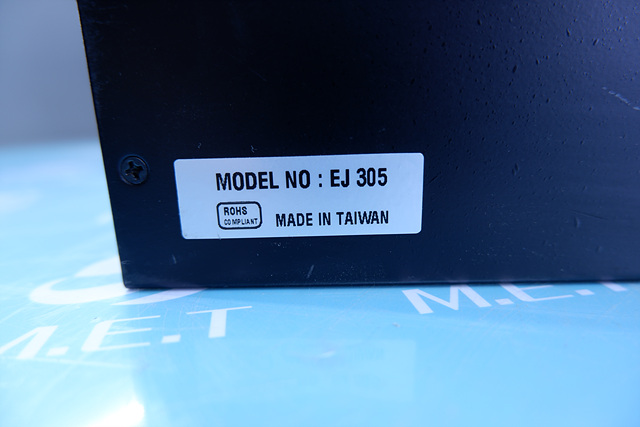 MODEL NO : EJ 305
ROHS
COMPLIANT
MADE IN TAIWAN
M.E.T
M.E.T